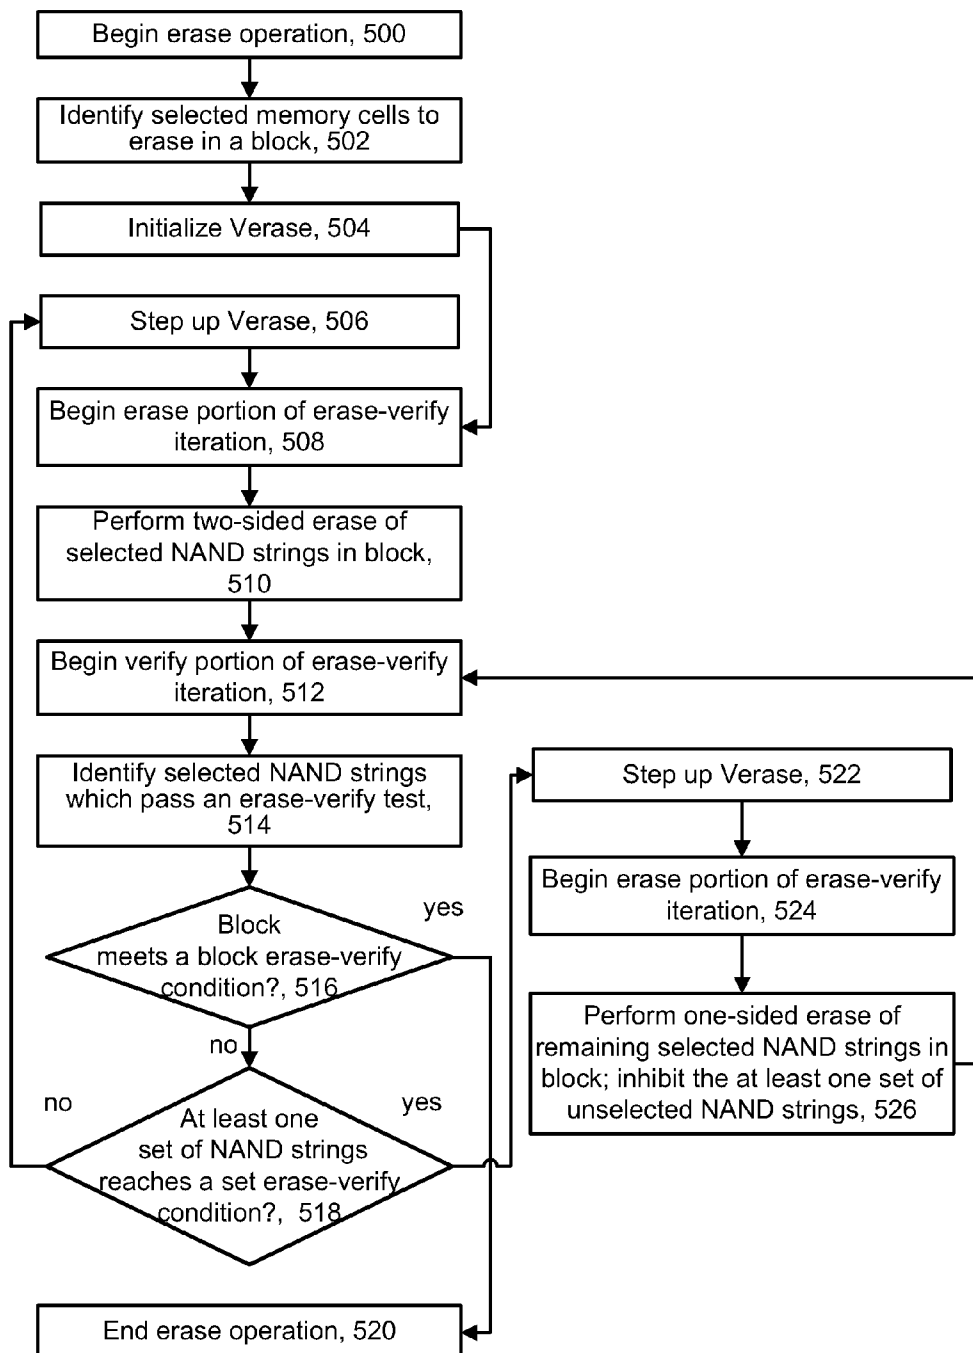 Begin erase operation, 500
Identify selected memory cells to
erase in a block, 502
Initialize Verase, 504
Step up Verase, 506
Begin erase portion of erase-verify
iteration, 508
Perform two-sided erase of
selected NAND strings in block,
510
Begin verify portion of erase-verify
iteration, 512
Identify selected NAND strings
which pass an erase-verify test,
514
Block
meets a block erase-verify
condition?, 516
yes
no
At least one
set of NAND strings
reaches a set erase-verify
condition?, 518
no
yes
Step up Verase, 522
Begin erase portion of erase-verify
iteration, 524
Perform one-sided erase of
remaining selected NAND strings in
block; inhibit the at least one set of
unselected NAND strings, 526
End erase operation, 520